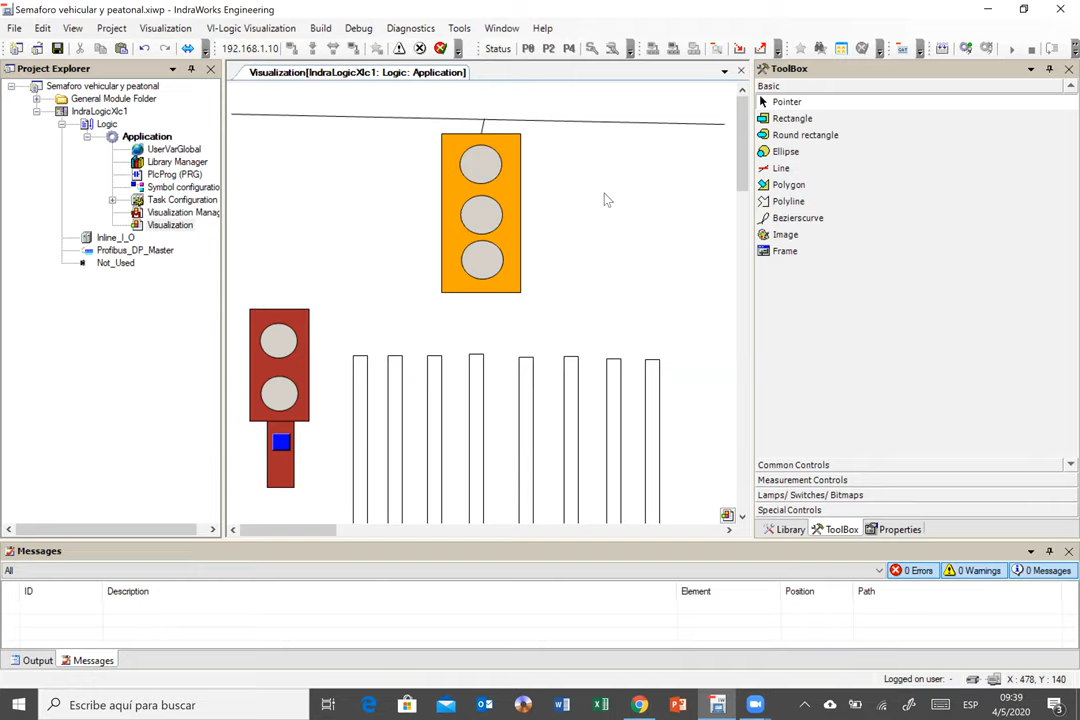 Semaforo vehicular y peatonal.xiwp - IndraWorks Engineering
File Edit View Project Visualization VI-Logic Visualization Build Debug Diagnostics Tools Window Help
192.168.1.10 Status P0 P2 P4
Project Explorer
Semaforo vehicular y peatonal
General Module Folder
IndraLogicXlc1
Logic
Application
UserVarGlobal
Library Manager
PlcProg (PRG)
Symbol configuratio
Task Configuration
Visualization Manag
Visualization
Inline_I_O
Profibus_DP_Master
Not_Used
Visualization[IndraLogicXlc1: Logic: Application]
ToolBox
Basic
Pointer
Rectangle
Round rectangle
Ellipse
Line
Polygon
Polyline
Bezierscurve
Image
Frame
Common Controls
Measurement Controls
Lamps/ Switches/ Bitmaps
Special Controls
Library ToolBox Properties
Messages
All
0 Errors 0 Warnings 0 Messages
ID Description Element Position Path
Output Messages
Logged on user: - X : 478, Y : 140
Escribe aquí para buscar
ESP
09:39
4/5/2020
3